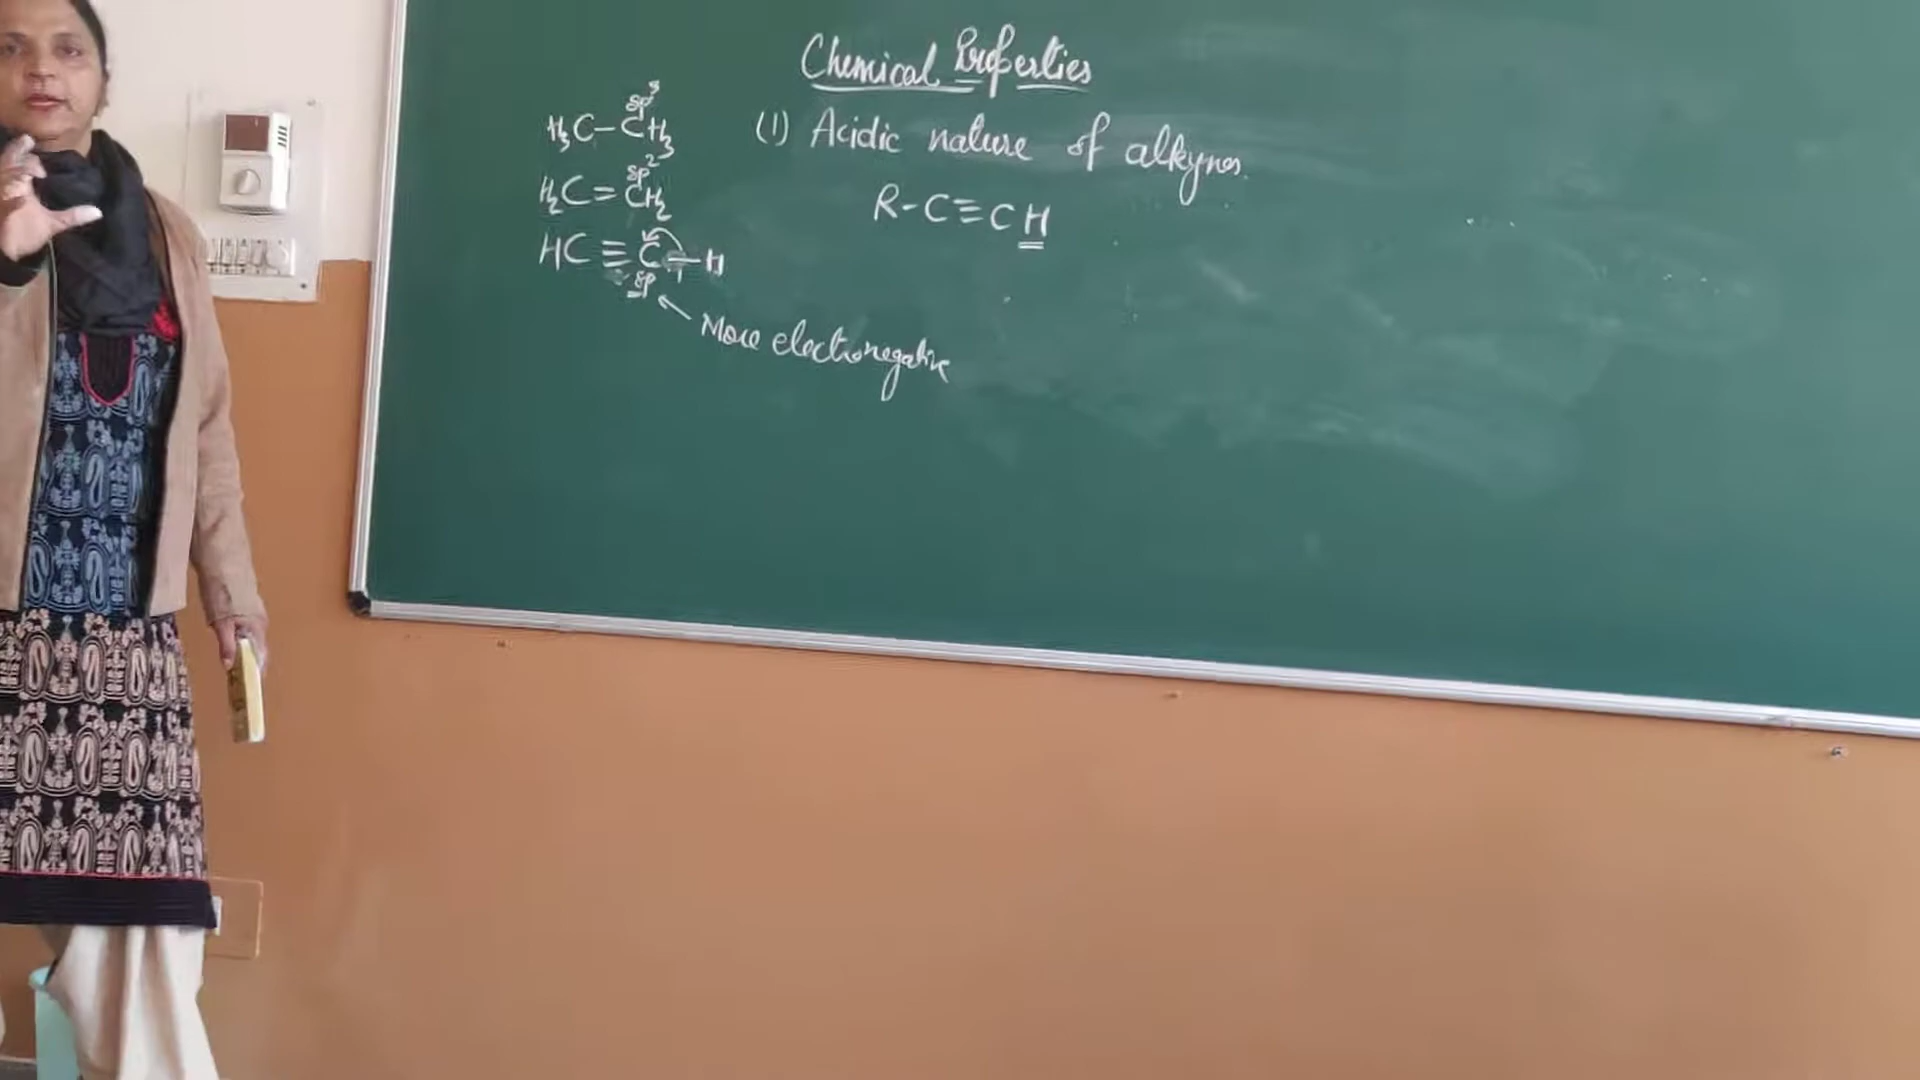 Chemical Properties
(1) Acidic nature of alkynes.
R-C≡CH
sp³
H₃C-CH₃
sp²
H₂C=CH₂
HC≡C-H
sp
More electronegative